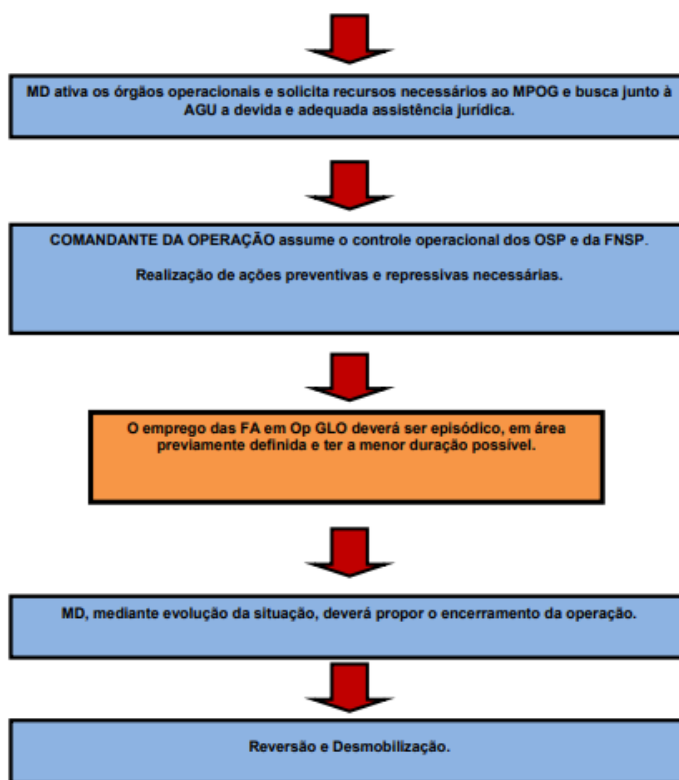 MD ativa os órgãos operacionais e solicita recursos necessários ao MPOG e busca junto à
AGU a devida e adequada assistência jurídica.
COMANDANTE DA OPERAÇÃO assume o controle operacional dos OSP e da FNSP.
Realização de ações preventivas e repressivas necessárias.
O emprego das FA em Op GLO deverá ser episódico, em área
previamente definida e ter a menor duração possível.
MD, mediante evolução da situação, deverá propor o encerramento da operação.
Reversão e Desmobilização.